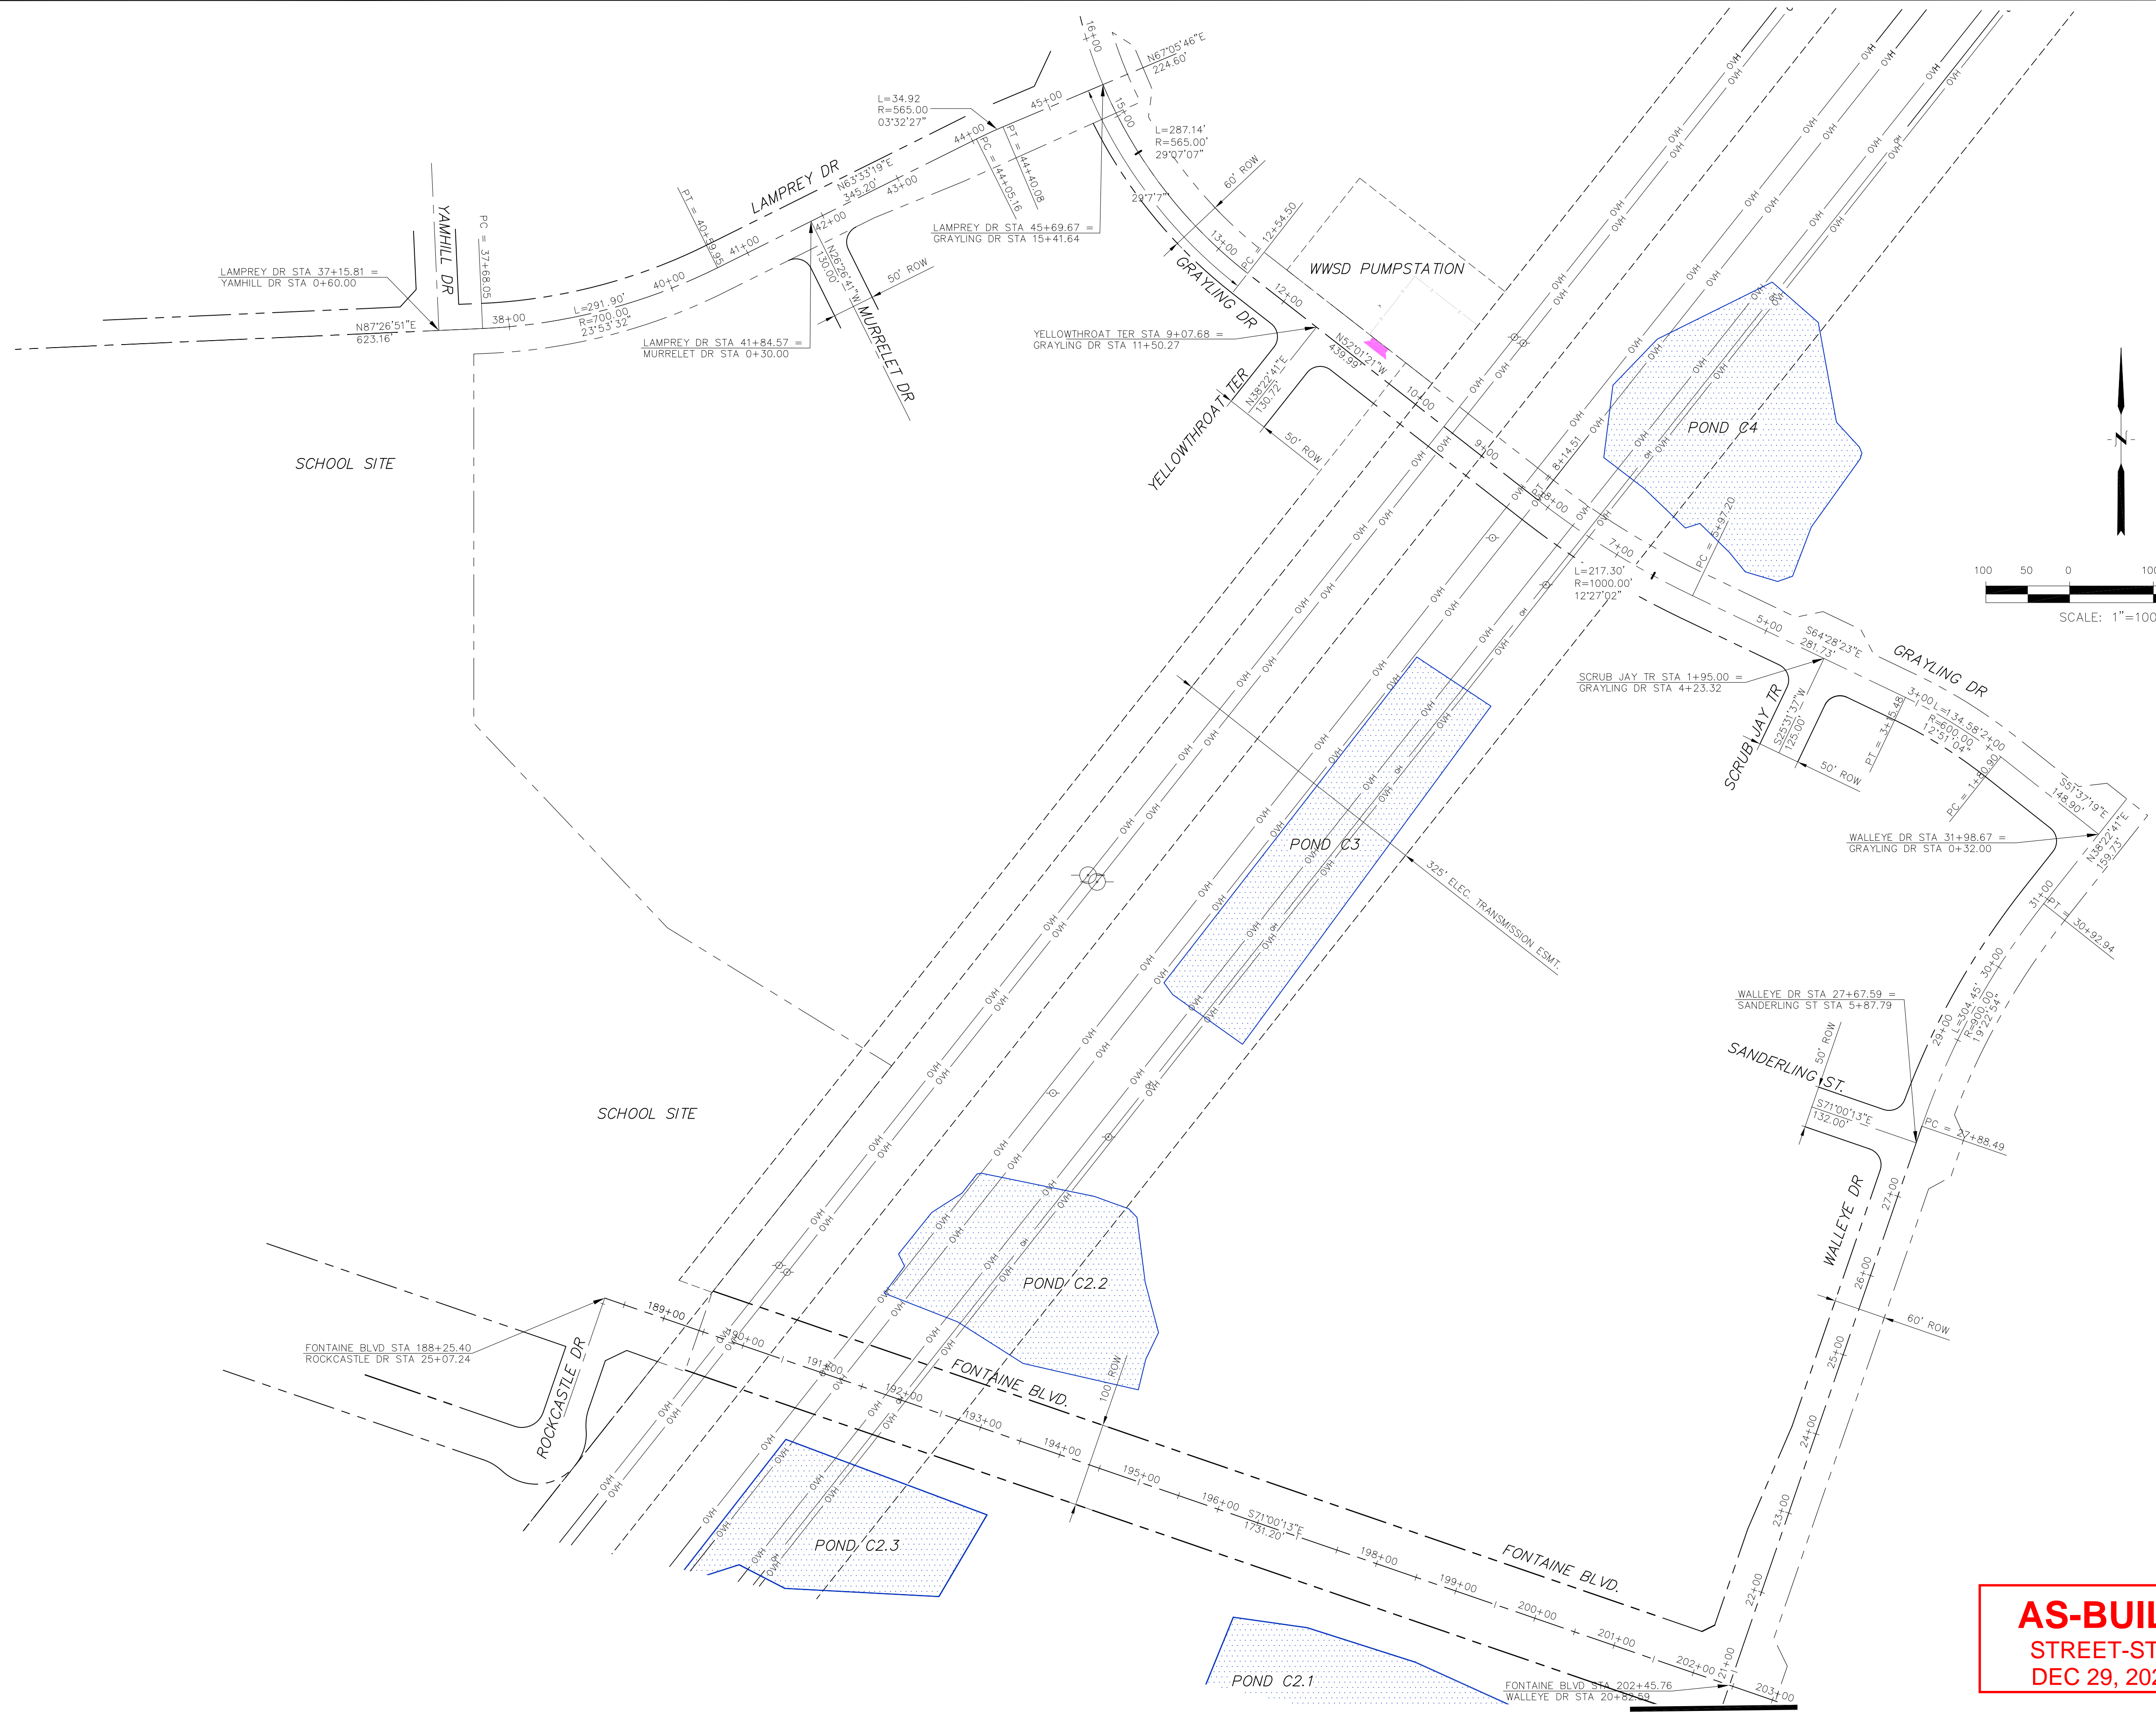 16+00
N67°05'46"E
224.60'
L=34.92
R=565.00
03°32'27"
45+00
44+00
PC = 44+05.16
PT = 44+40.08
15+00
L=287.14'
R=565.00'
29°07'07"
29°7'7"
60' ROW
LAMPREY DR
N63°33'19"E
345.20'
43+00
42+00
41+00
40+00
PT = 40+59.95
YAMHILL DR
PC = 37+68.05
38+00
L=291.90'
R=700.00
23°53'32"
LAMPREY DR STA 37+15.81 =
YAMHILL DR STA 0+60.00
N87°26'51"E
623.16'
LAMPREY DR STA 41+84.57 =
MURRELET DR STA 0+30.00
N26°26'41"W
130.00'
50' ROW
MURRELET DR
LAMPREY DR STA 45+69.67 =
GRAYLING DR STA 15+41.64
13+00
PC = 12+54.50
GRAYLING DR
12+00
WWSD PUMPSTATION
YELLOWTHROAT TER STA 9+07.68 =
GRAYLING DR STA 11+50.27
N52°01'21"W
439.99'
N38°22'41"E
130.72'
YELLOWTHROAT TER
50' ROW
10+00
9+00
PT = 8+14.51
8+00
7+00
PC = 5+97.20
L=217.30'
R=1000.00'
12°27'02"
POND C4
SCHOOL SITE
100 50 0
SCALE: 1"=100
5+00
S64°28'23"E
281.73'
GRAYLING DR
SCRUB JAY TR STA 1+95.00 =
GRAYLING DR STA 4+23.32
SCRUB JAY TR
S25°31'37"W
125.00'
50' ROW
3+00
PT = 3+15.48
L=134.58'
R=600.00
12°51'04"
2+00
PC = 1+80.90
S51°37'19"E
148.90'
WALLEYE DR STA 31+98.67 =
GRAYLING DR STA 0+32.00
N38°22'41"E
159.73'
31+00
PT = 30+92.94
30+00
L=304.45'
R=900.00
19°22'54"
29+00
POND C3
325' ELEC. TRANSMISSION ESMT.
WALLEYE DR STA 27+67.59 =
SANDERLING ST STA 5+87.79
50' ROW
SANDERLING ST.
S71°00'13"E
132.00'
PC = 27+88.49
27+00
WALLEYE DR
26+00
60' ROW
25+00
24+00
23+00
22+00
21+00
SCHOOL SITE
POND C2.2
FONTAINE BLVD STA 188+25.40
ROCKCASTLE DR STA 25+07.24
ROCKCASTLE DR
189+00
190+00
191+00
192+00
193+00
194+00
195+00
196+00
FONTAINE BLVD.
100' ROW
S71°00'13"E
1731.20'
198+00
199+00
200+00
201+00
202+00
203+00
FONTAINE BLVD.
POND C2.3
POND C2.1
FONTAINE BLVD STA 202+45.76
WALLEYE DR STA 20+82.59
OVH
OH
AS-BUIL
STREET-ST
DEC 29, 202